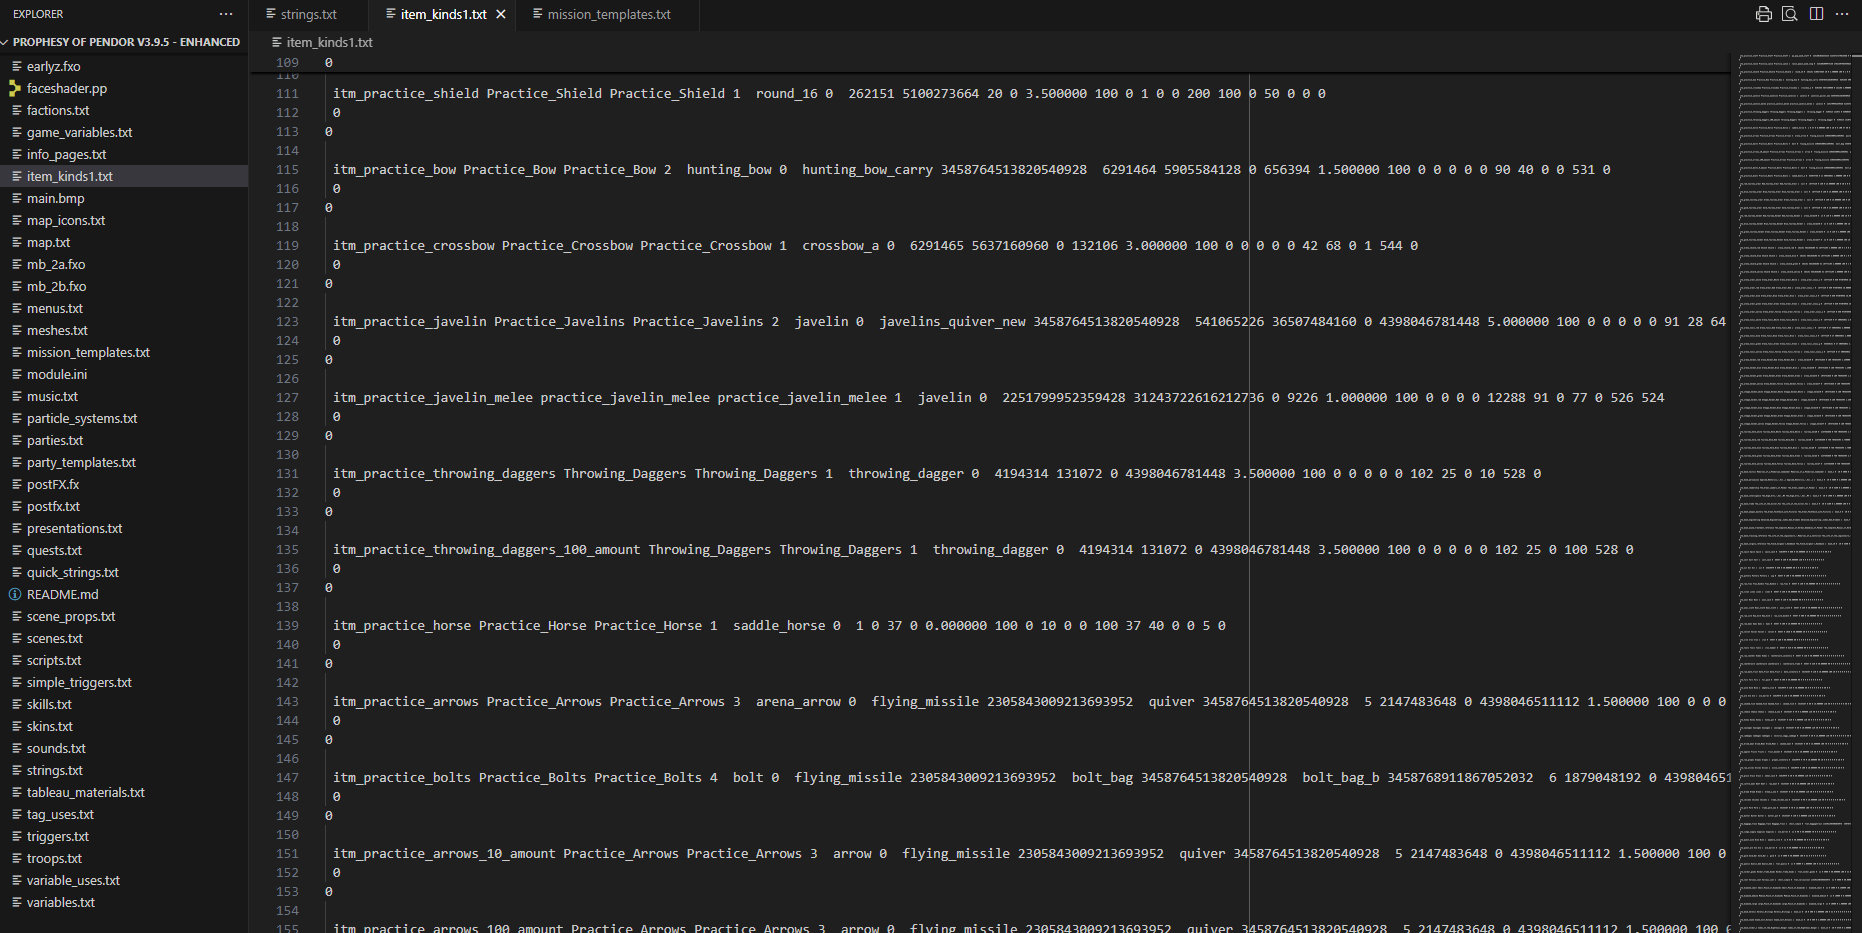 EXPLORER
PROPHESY OF PENDOR V3.9.5 - ENHANCED
earlyz.fxo
faceshader.pp
factions.txt
game_variables.txt
info_pages.txt
item_kinds1.txt
main.bmp
map_icons.txt
map.txt
mb_2a.fxo
mb_2b.fxo
menus.txt
meshes.txt
mission_templates.txt
module.ini
music.txt
particle_systems.txt
parties.txt
party_templates.txt
postFX.fx
postfx.txt
presentations.txt
quests.txt
quick_strings.txt
README.md
scene_props.txt
scenes.txt
scripts.txt
simple_triggers.txt
skills.txt
skins.txt
sounds.txt
strings.txt
tableau_materials.txt
tag_uses.txt
triggers.txt
troops.txt
variable_uses.txt
variables.txt
strings.txt item_kinds1.txt mission_templates.txt
item_kinds1.txt
109 0
110
111 itm_practice_shield Practice_Shield Practice_Shield 1  round_16 0  262151 5100273664 20 0 3.500000 100 0 1 0 0 200 100 0 50 0 0 0
112 0
113 0
114
115 itm_practice_bow Practice_Bow Practice_Bow 2  hunting_bow 0  hunting_bow_carry 3458764513820540928  6291464 5905584128 0 656394 1.500000 100 0 0 0 0 0 90 40 0 0 531 0
116 0
117 0
118
119 itm_practice_crossbow Practice_Crossbow Practice_Crossbow 1  crossbow_a 0  6291465 5637160960 0 132106 3.000000 100 0 0 0 0 0 42 68 0 1 544 0
120 0
121 0
122
123 itm_practice_javelin Practice_Javelins Practice_Javelins 2  javelin 0  javelins_quiver_new 3458764513820540928  541065226 36507484160 0 4398046781448 5.000000 100 0 0 0 0 0 91 28 64
124 0
125 0
126
127 itm_practice_javelin_melee practice_javelin_melee practice_javelin_melee 1  javelin 0  2251799952359428 31243722616212736 0 9226 1.000000 100 0 0 0 0 12288 91 0 77 0 526 524
128 0
129 0
130
131 itm_practice_throwing_daggers Throwing_Daggers Throwing_Daggers 1  throwing_dagger 0  4194314 131072 0 4398046781448 3.500000 100 0 0 0 0 0 102 25 0 10 528 0
132 0
133 0
134
135 itm_practice_throwing_daggers_100_amount Throwing_Daggers Throwing_Daggers 1  throwing_dagger 0  4194314 131072 0 4398046781448 3.500000 100 0 0 0 0 0 102 25 0 100 528 0
136 0
137 0
138
139 itm_practice_horse Practice_Horse Practice_Horse 1  saddle_horse 0  1 0 37 0 0.000000 100 0 10 0 0 100 37 40 0 0 5 0
140 0
141 0
142
143 itm_practice_arrows Practice_Arrows Practice_Arrows 3  arena_arrow 0  flying_missile 2305843009213693952  quiver 3458764513820540928  5 2147483648 0 4398046511112 1.500000 100 0 0 0
144 0
145 0
146
147 itm_practice_bolts Practice_Bolts Practice_Bolts 4  bolt 0  flying_missile 2305843009213693952  bolt_bag 3458764513820540928  bolt_bag_b 3458768911867052032  6 1879048192 0 439804651
148 0
149 0
150
151 itm_practice_arrows_10_amount Practice_Arrows Practice_Arrows 3  arrow 0  flying_missile 2305843009213693952  quiver 3458764513820540928  5 2147483648 0 4398046511112 1.500000 100 0
152 0
153 0
154
155 itm_practice_arrows_100_amount Practice_Arrows Practice_Arrows 3  arrow 0  flying_missile 2305843009213693952  quiver 3458764513820540928  5 2147483648 0 4398046511112 1.500000 100